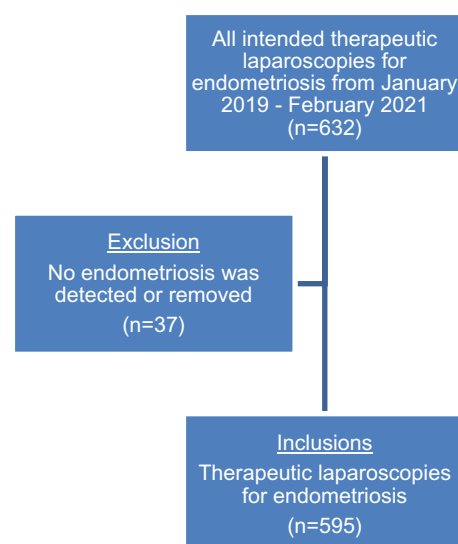 All intended therapeutic
laparoscopies for
endometriosis from January
2019 - February 2021
(n=632)
Exclusion
No endometriosis was
detected or removed
(n=37)
Inclusions
Therapeutic laparoscopies
for endometriosis
(n=595)